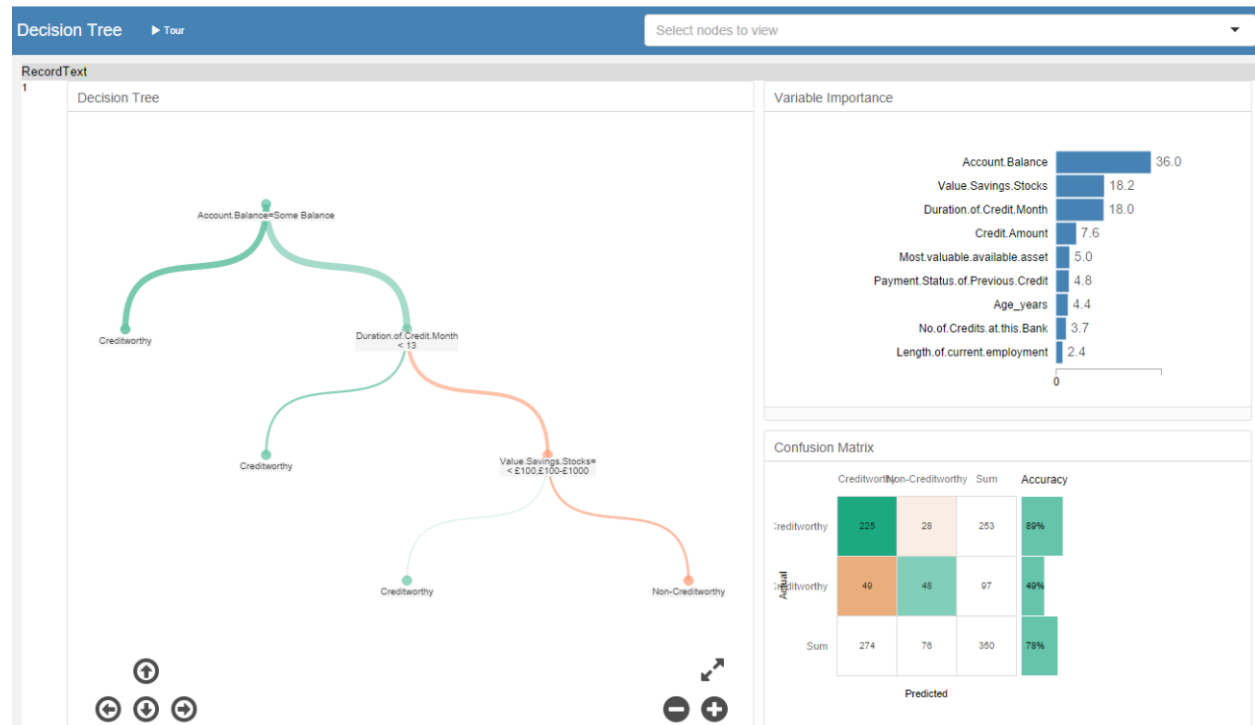 Decision Tree
Tour
Select nodes to view
RecordText
1
Decision Tree
Account.Balance=Some Balance
Creditworthy
Duration.of.Credit.Month
< 13
Creditworthy
Value.Savings.Stocks=
< £100,£100-£1000
Creditworthy
Non-Creditworthy
Variable Importance
Account.Balance 36.0
Value.Savings.Stocks 18.2
Duration.of.Credit.Month 18.0
Credit.Amount 7.6
Most.valuable.available.asset 5.0
Payment.Status.of.Previous.Credit 4.8
Age_years 4.4
No.of.Credits.at.this.Bank 3.7
Length.of.current.employment 2.4
0
Confusion Matrix
Creditworthy Non-Creditworthy Sum Accuracy
Creditworthy 225 28 253 89%
Creditworthy 49 48 97 49%
Actual
Sum 274 76 350 78%
Predicted